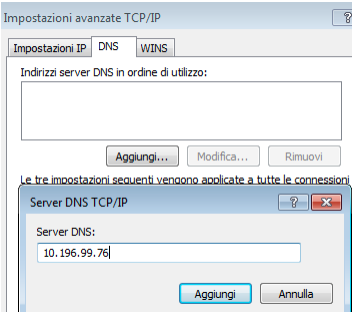 Impostazioni avanzate TCP/IP
Impostazioni IP DNS WINS
Indirizzi server DNS in ordine di utilizzo:
Aggiungi... Modifica... Rimuovi
Le tre impostazioni seguenti vengono applicate a tutte le connessioni
Server DNS TCP/IP
Server DNS:
10.196.99.76
Aggiungi Annulla